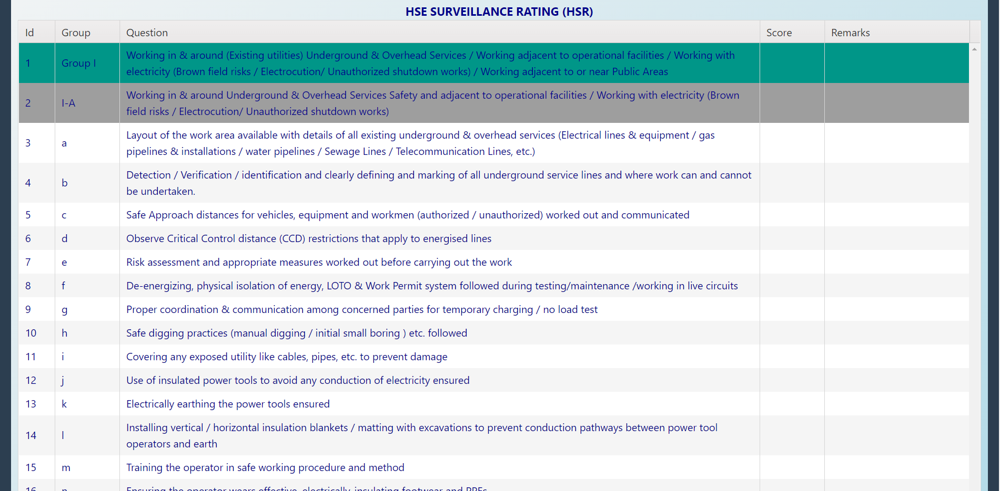 HSE SURVEILLANCE RATING (HSR)
Id Group Question Score Remarks
1 Group I Working in & around (Existing utilities) Underground & Overhead Services / Working adjacent to operational facilities / Working with
electricity (Brown field risks / Electrocution/ Unauthorized shutdown works) / Working adjacent to or near Public Areas
2 I-A Working in & around Underground & Overhead Services Safety and adjacent to operational facilities / Working with electricity (Brown
field risks / Electrocution/ Unauthorized shutdown works)
3 a Layout of the work area available with details of all existing underground & overhead services (Electrical lines & equipment / gas
pipelines & installations / water pipelines / Sewage Lines / Telecommunication Lines, etc.)
4 b Detection / Verification / identification and clearly defining and marking of all underground service lines and where work can and cannot
be undertaken.
5 c Safe Approach distances for vehicles, equipment and workmen (authorized / unauthorized) worked out and communicated
6 d Observe Critical Control distance (CCD) restrictions that apply to energised lines
7 e Risk assessment and appropriate measures worked out before carrying out the work
8 f De-energizing, physical isolation of energy, LOTO & Work Permit system followed during testing/maintenance /working in live circuits
9 g Proper coordination & communication among concerned parties for temporary charging / no load test
10 h Safe digging practices (manual digging / initial small boring ) etc. followed
11 i Covering any exposed utility like cables, pipes, etc. to prevent damage
12 j Use of insulated power tools to avoid any conduction of electricity ensured
13 k Electrically earthing the power tools ensured
14 l Installing vertical / horizontal insulation blankets / matting with excavations to prevent conduction pathways between power tool
operators and earth
15 m Training the operator in safe working procedure and method
16 n Ensuring the operator wears effective, electrically-insulating footwear and PPEs